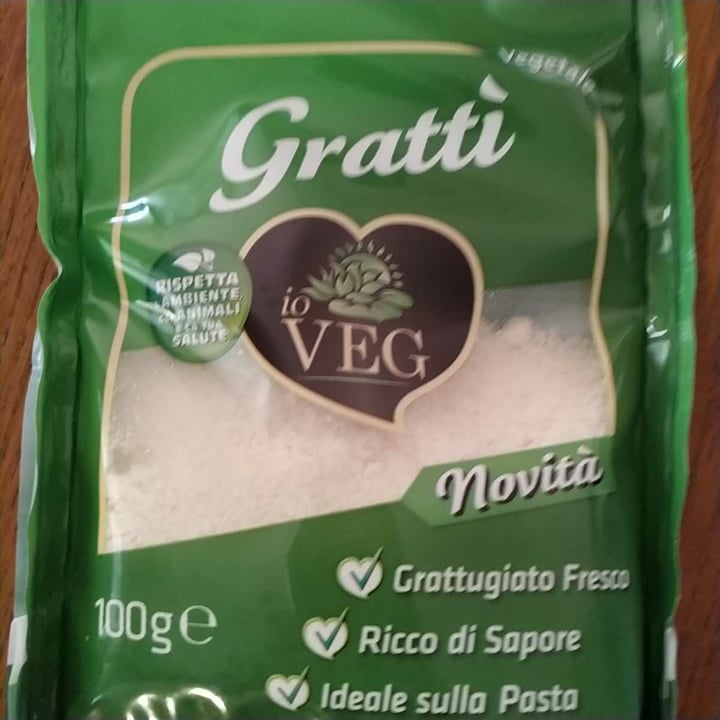 vegetale
Grattì
RISPETTA
L'AMBIENTE,
GLI ANIMALI
E LA TUA
SALUTE
io
VEG
Novità
Grattugiato Fresco
100g e
Ricco di Sapore
Ideale sulla Pasta